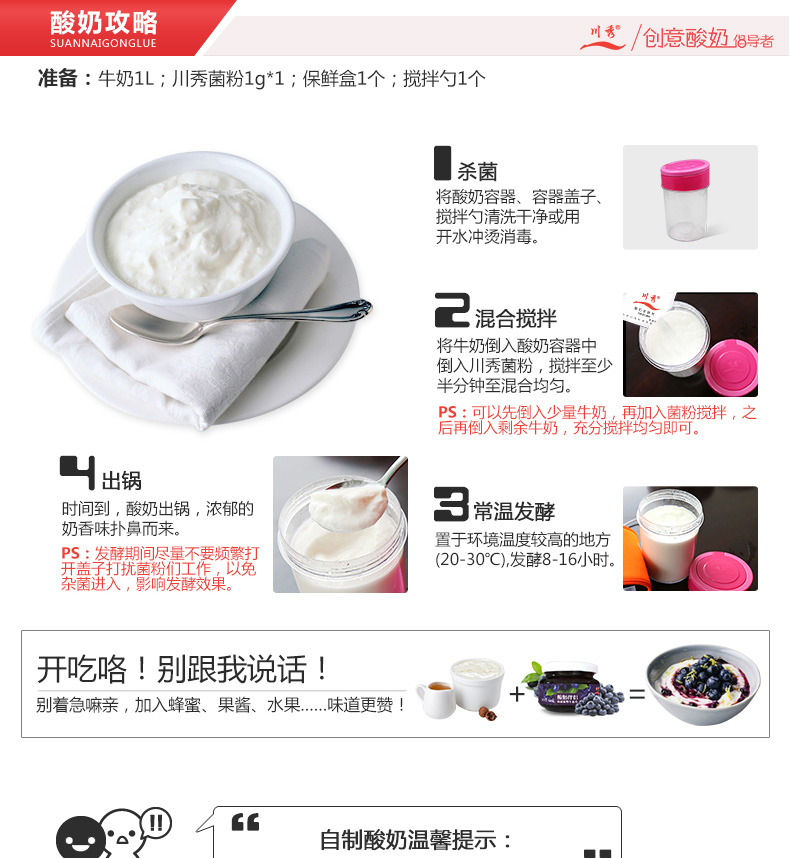 酸奶攻略
SUANNAIGONGLUE
川秀® 创意酸奶 倡导者
准备：牛奶1L；川秀菌粉1g*1；保鲜盒1个；搅拌勺1个
1 杀菌
将酸奶容器、容器盖子、
搅拌勺清洗干净或用
开水冲烫消毒。
2 混合搅拌
川秀®
将牛奶倒入酸奶容器中
倒入川秀菌粉，搅拌至少
半分钟至混合均匀。
PS：可以先倒入少量牛奶，再加入菌粉搅拌，之
后再倒入剩余牛奶，充分搅拌均匀即可。
3 常温发酵
置于环境温度较高的地方
(20-30℃),发酵8-16小时。
4 出锅
时间到，酸奶出锅，浓郁的
奶香味扑鼻而来。
PS：发酵期间尽量不要频繁打
开盖子打扰菌粉们工作，以免
杂菌进入，影响发酵效果。
开吃咯！别跟我说话！
别着急嘛亲，加入蜂蜜、果酱、水果......味道更赞！
+ =
!!
自制酸奶温馨提示：